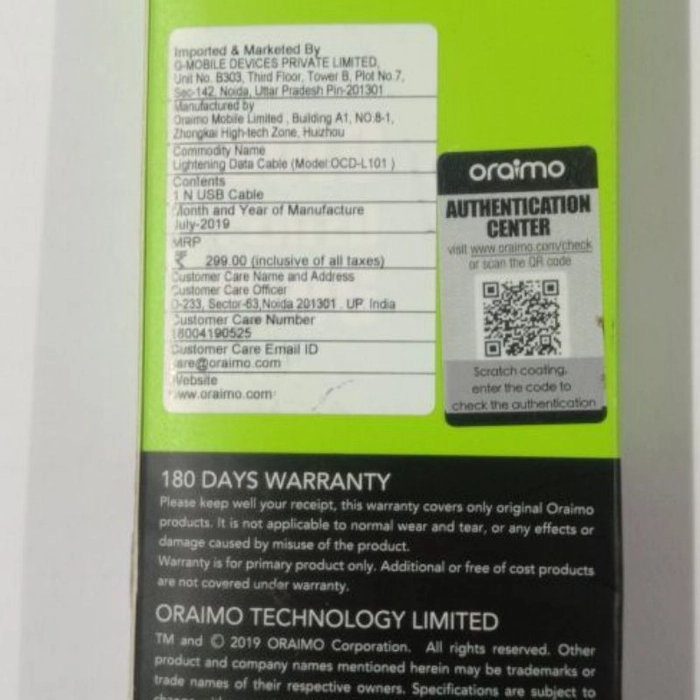 Imported & Marketed By
G-MOBILE DEVICES PRIVATE LIMITED,
Unit No. B303, Third Floor, Tower B, Plot No.7,
Sec-142, Noida, Uttar Pradesh Pin-201301
Manufactured by
Oraimo Mobile Limited , Building A1, NO.8-1,
Zhongkai High-tech Zone, Huizhou
Commodity Name
Lightening Data Cable (Model:OCD-L101 )
Contents
1 N USB Cable
Month and Year of Manufacture
July-2019
MRP
₹ 299.00 (inclusive of all taxes)
Customer Care Name and Address
Customer Care Officer
D-233, Sector-63,Noida 201301 . UP. India
Customer Care Number
18004190525
Customer Care Email ID
care@oraimo.com
Website
www.oraimo.com
oraimo
AUTHENTICATION
CENTER
visit www.oraimo.com/check
or scan the QR code
Scratch coating,
enter the code to
check the authentication
180 DAYS WARRANTY
Please keep well your receipt, this warranty covers only original Oraimo
products. It is not applicable to normal wear and tear, or any effects or
damage caused by misuse of the product.
Warranty is for primary product only. Additional or free of cost products
are not covered under warranty.
ORAIMO TECHNOLOGY LIMITED
TM and © 2019 ORAIMO Corporation. All rights reserved. Other
product and company names mentioned herein may be trademarks or
trade names of their respective owners. Specifications are subject to